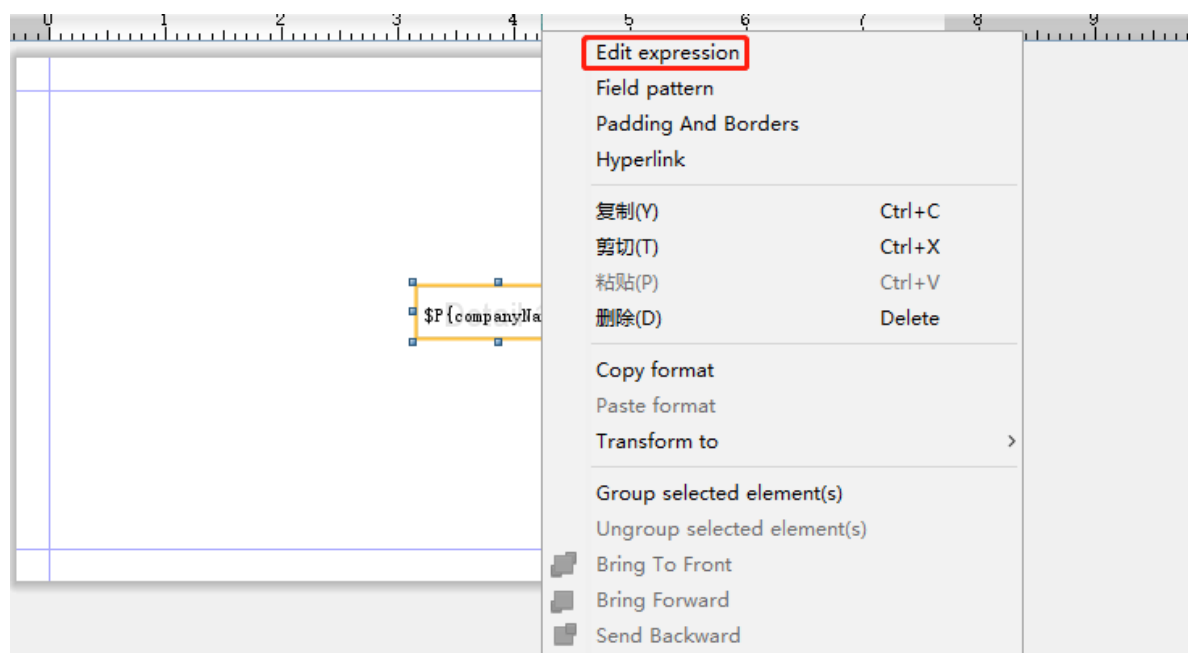 0 1 2 3 4 5 6 7 8 9
Edit expression
Field pattern
Padding And Borders
Hyperlink
复制(Y) Ctrl+C
剪切(T) Ctrl+X
粘贴(P) Ctrl+V
删除(D) Delete
$P{companyNa
Copy format
Paste format
Transform to
Group selected element(s)
Ungroup selected element(s)
Bring To Front
Bring Forward
Send Backward